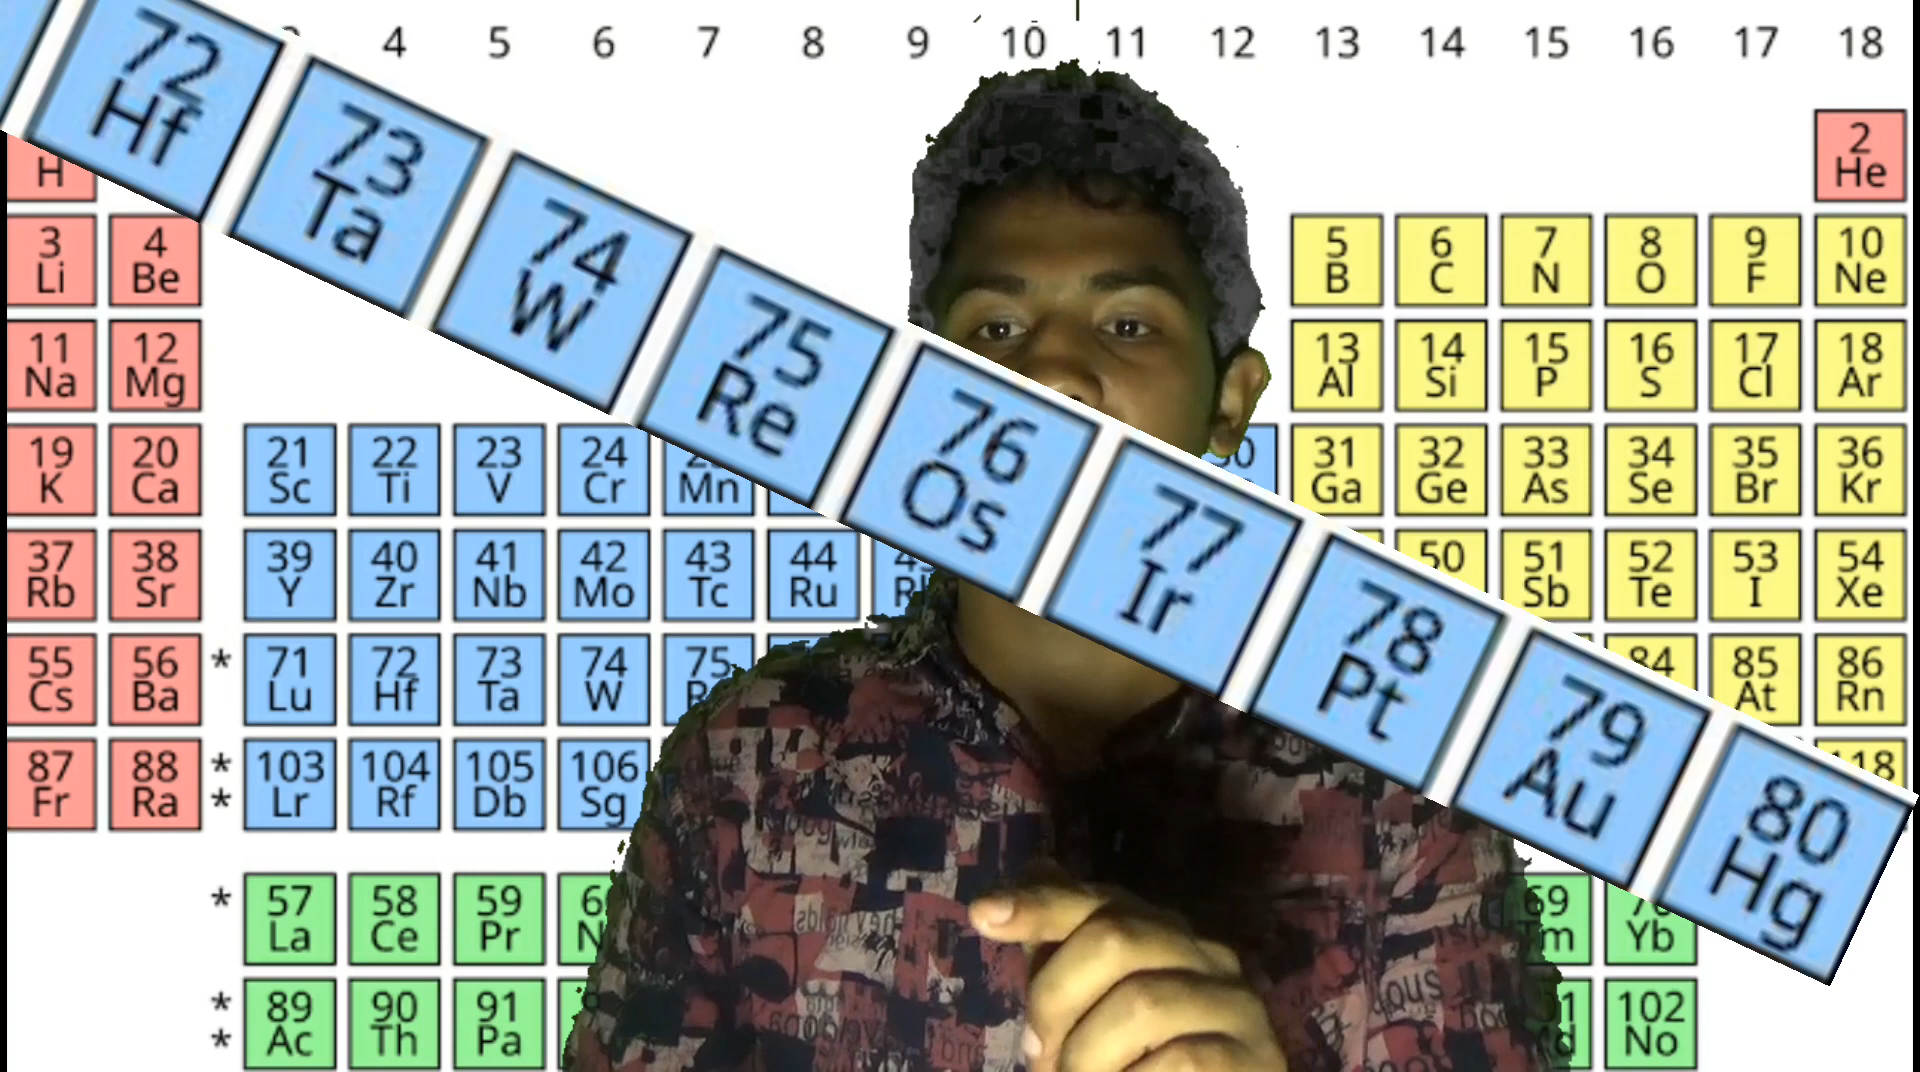 4 5 6 7 8 9 10 11 12 13 14 15 16 17 18
72 73 74 75 76 77 78 79 80
Hf Ta W Re Os Ir Pt Au Hg
2
H He
3 4 5 6 7 8 9 10
Li Be B C N O F Ne
11 12 13 14 15 16 17 18
Na Mg Al Si P S Cl Ar
19 20 21 22 23 24 31 32 33 34 35 36
K Ca Sc Ti V Cr Mn Ga Ge As Se Br Kr
37 38 39 40 41 42 43 44 50 51 52 53 54
Rb Sr Y Zr Nb Mo Tc Ru Sb Te I Xe
55 56 * 71 72 73 74 75 84 85 86
Cs Ba Lu Hf Ta W At Rn
87 88 * 103 104 105 106 118
Fr Ra * Lr Rf Db Sg
* 57 58 59 69 70
La Ce Pr Tm Yb
* 89 90 91 102
* Ac Th Pa No